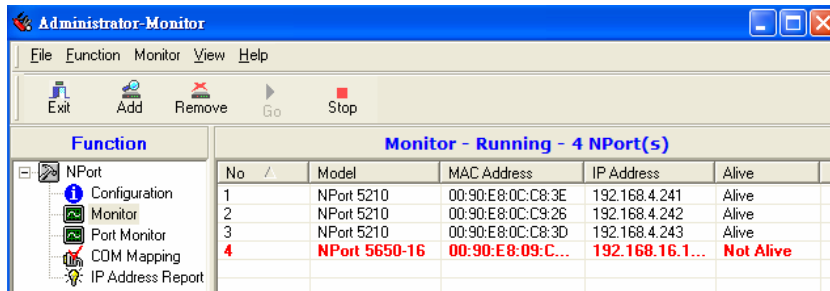 Administrator-Monitor
File Function Monitor View Help
Exit Add Remove Go Stop
Function
Monitor - Running - 4 NPort(s)
NPort
Configuration
Monitor
Port Monitor
COM Mapping
IP Address Report
No Model MAC Address IP Address Alive
1 NPort 5210 00:90:E8:0C:C8:3E 192.168.4.241 Alive
2 NPort 5210 00:90:E8:0C:C9:26 192.168.4.242 Alive
3 NPort 5210 00:90:E8:0C:C8:3D 192.168.4.243 Alive
4 NPort 5650-16 00:90:E8:09:C... 192.168.16.1... Not Alive